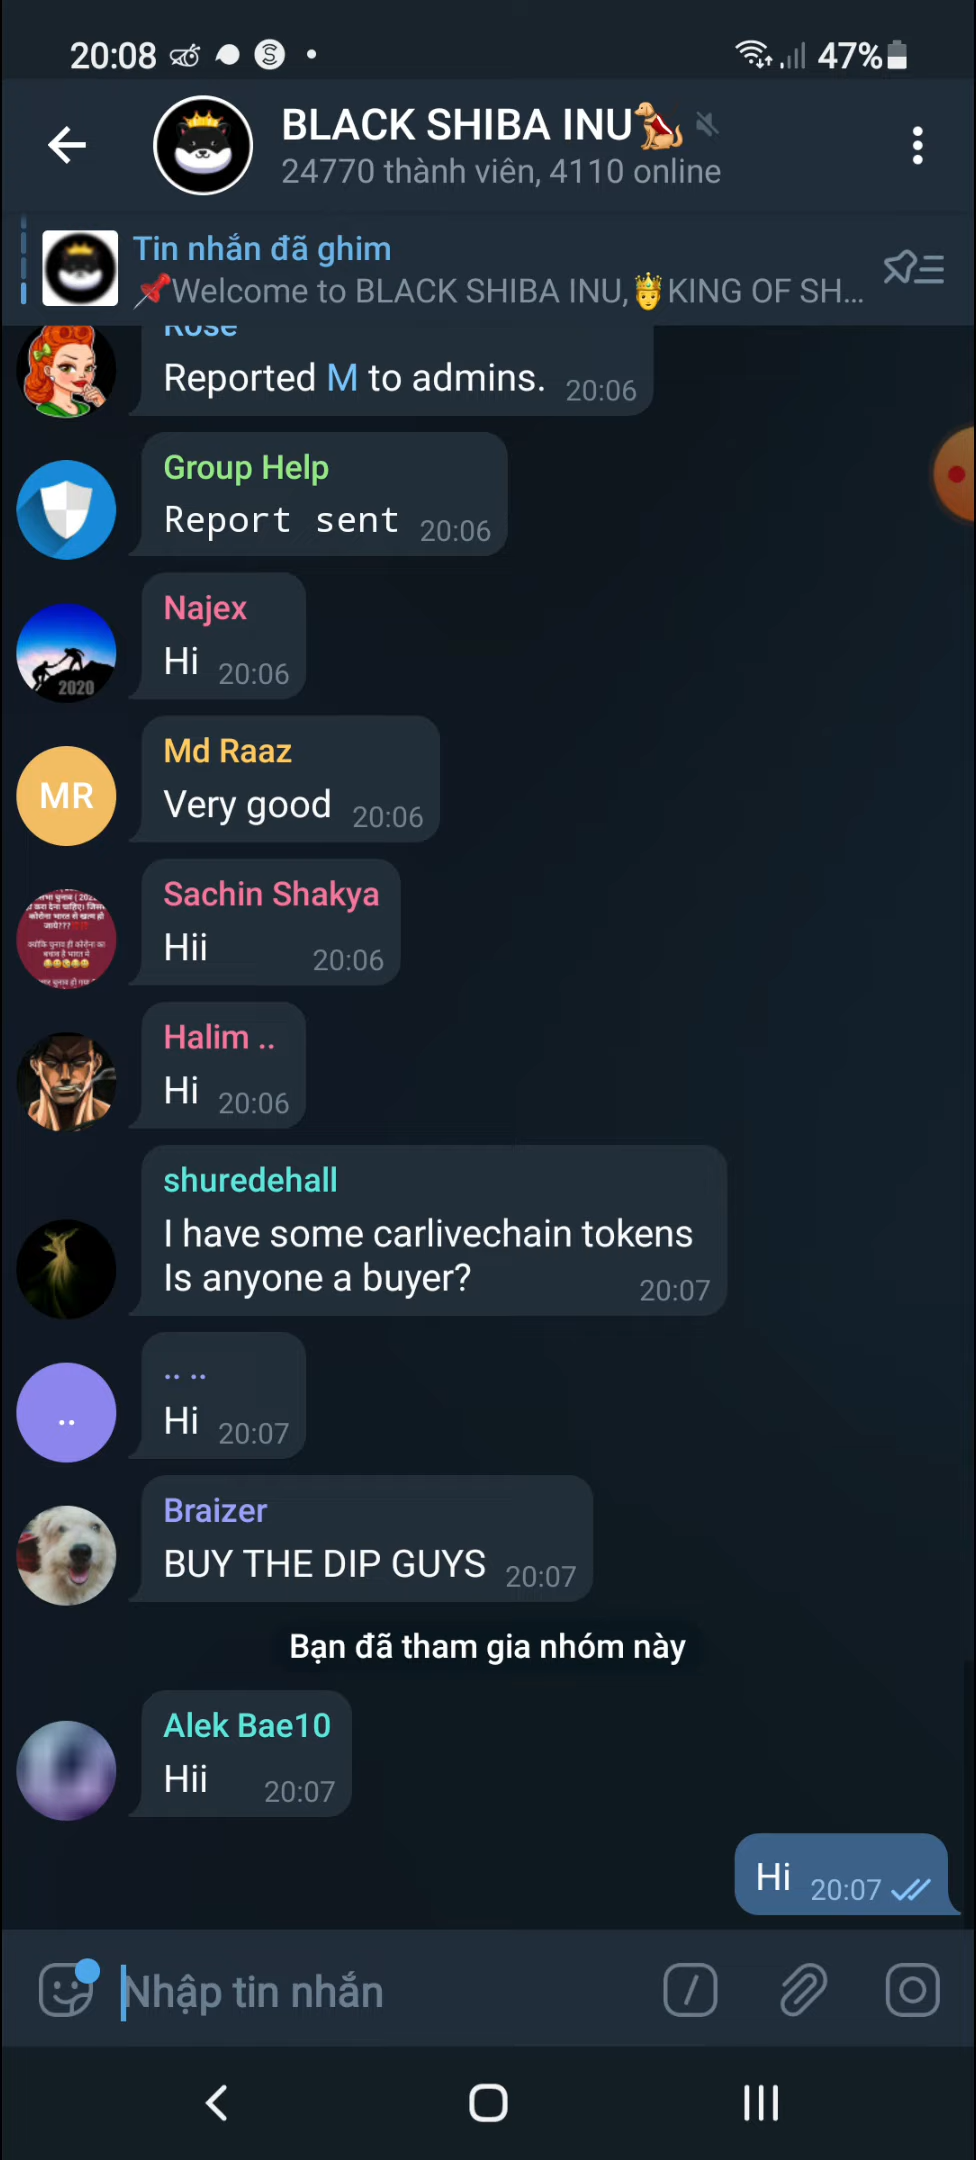 20:08
47%
BLACK SHIBA INU
24770 thành viên, 4110 online
Tin nhắn đã ghim
📌Welcome to BLACK SHIBA INU,🤴KING OF SH...
Rose
Reported M to admins. 20:06
Group Help
Report sent 20:06
2020
Najex
Hi 20:06
MR
Md Raaz
Very good 20:06
Sachin Shakya
Hii 20:06
Halim ..
Hi 20:06
shuredehall
I have some carlivechain tokens
Is anyone a buyer? 20:07
.. ..
..
Hi 20:07
Braizer
BUY THE DIP GUYS 20:07
Bạn đã tham gia nhóm này
Alek Bae10
Hii 20:07
Hi 20:07
Nhập tin nhắn